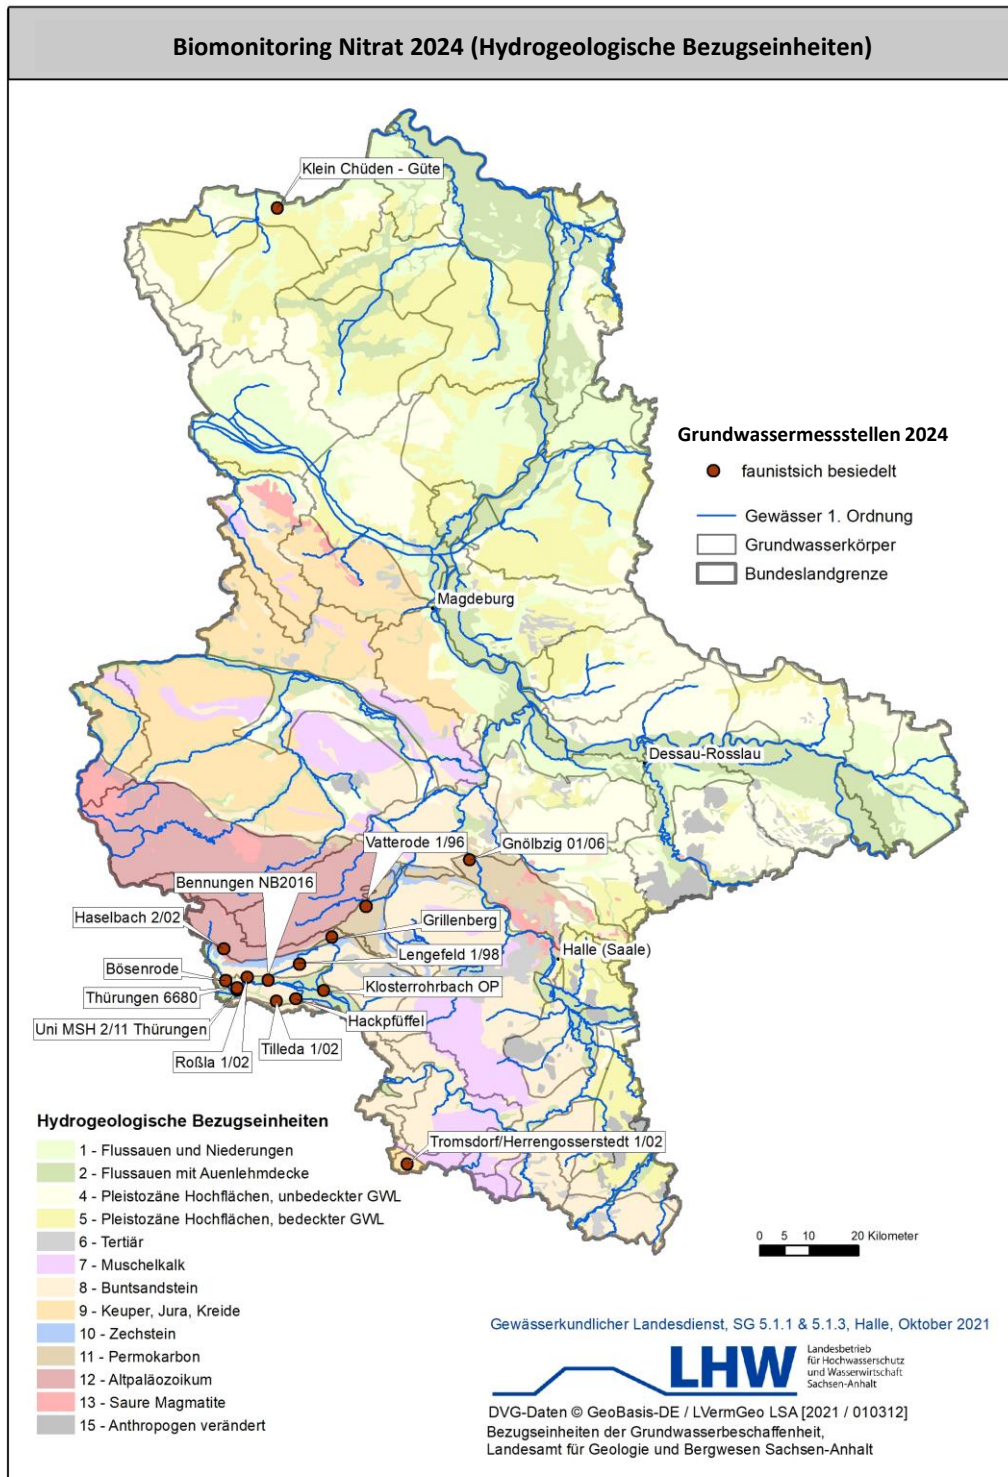 Biomonitoring Nitrat 2024 (Hydrogeologische Bezugseinheiten)
Klein Chüden - Güte
Grundwassermessstellen 2024
faunistsich besiedelt
Gewässer 1. Ordnung
Grundwasserkörper
Bundeslandgrenze
Magdeburg
Dessau-Rosslau
Vatterode 1/96
Gnölbzig 01/06
Bennungen NB2016
Haselbach 2/02
Grillenberg
Halle (Saale)
Lengefeld 1/98
Bösenrode
Klosterrohrbach OP
Thürungen 6680
Hackpfüffel
Uni MSH 2/11 Thürungen
Tilleda 1/02
Roßla 1/02
Tromsdorf/Herrengosserstedt 1/02
Hydrogeologische Bezugseinheiten
1 - Flussauen und Niederungen
2 - Flussauen mit Auenlehmdecke
4 - Pleistozäne Hochflächen, unbedeckter GWL
5 - Pleistozäne Hochflächen, bedeckter GWL
6 - Tertiär
7 - Muschelkalk
8 - Buntsandstein
9 - Keuper, Jura, Kreide
10 - Zechstein
11 - Permokarbon
12 - Altpaläozoikum
13 - Saure Magmatite
15 - Anthropogen verändert
0 5 10 20 Kilometer
Gewässerkundlicher Landesdienst, SG 5.1.1 & 5.1.3, Halle, Oktober 2021
LHW
Landesbetrieb
für Hochwasserschutz
und Wasserwirtschaft
Sachsen-Anhalt
DVG-Daten © GeoBasis-DE / LVermGeo LSA [2021 / 010312]
Bezugseinheiten der Grundwasserbeschaffenheit,
Landesamt für Geologie und Bergwesen Sachsen-Anhalt